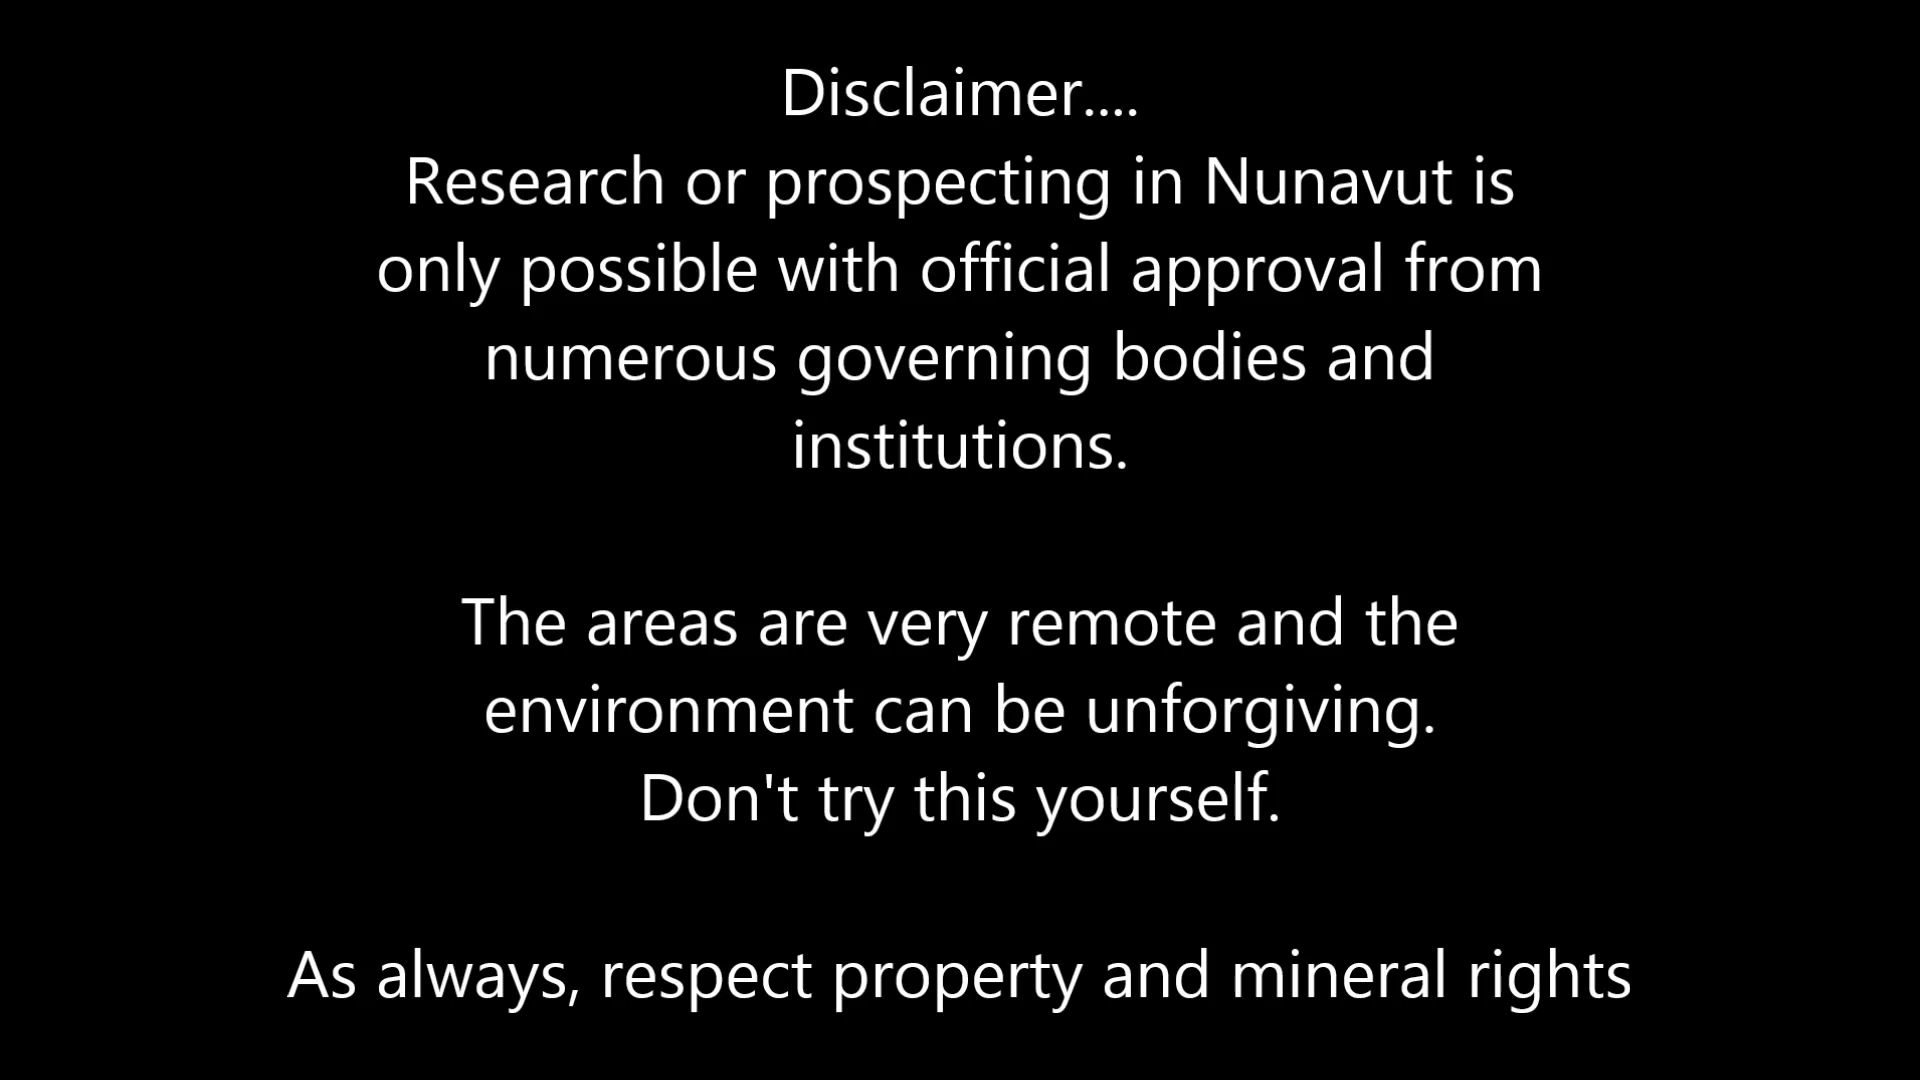 Disclaimer....
Research or prospecting in Nunavut is
only possible with official approval from
numerous governing bodies and
institutions.
The areas are very remote and the
environment can be unforgiving.
Don't try this yourself.
As always, respect property and mineral rights